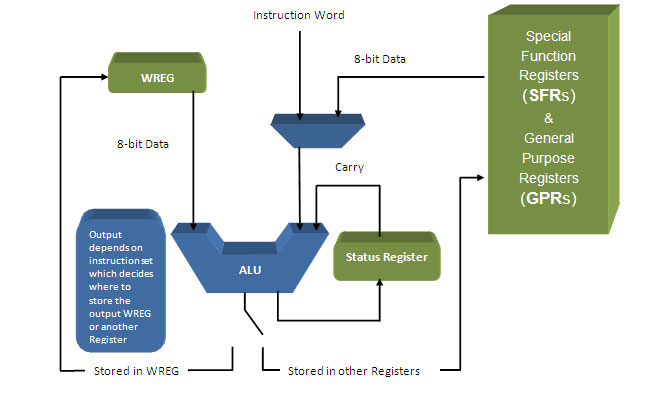 Instruction Word
Special
Function
Registers
(SFRs)
&
General
Purpose
Registers
(GPRs)
8-bit Data
WREG
8-bit Data
Carry
Output
depends on
instruction set
which decides
where to
store the
output WREG
or another
Register
ALU
Status Register
Stored in WREG
Stored in other Registers